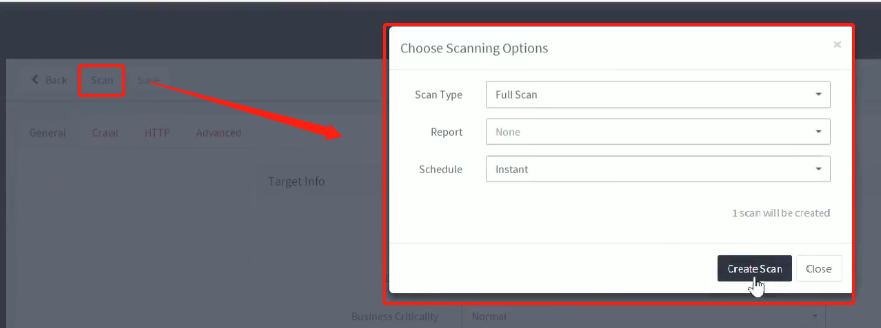 Choose Scanning Options ×
Back Scan Save
Scan Type Full Scan
Report None
General Crawl HTTP Advanced
Schedule Instant
Target Info
1 scan will be created
Create Scan Close
Business Criticality Normal